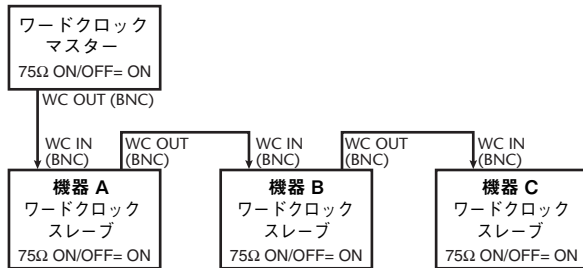 ワードクロック
マスター
75Ω ON/OFF= ON
WC OUT (BNC)
WC IN
(BNC)
WC OUT
(BNC)
WC IN
(BNC)
WC OUT
(BNC)
WC IN
(BNC)
機器 A
ワードクロック
スレーブ
75Ω ON/OFF= ON
機器 B
ワードクロック
スレーブ
75Ω ON/OFF= ON
機器 C
ワードクロック
スレーブ
75Ω ON/OFF= ON